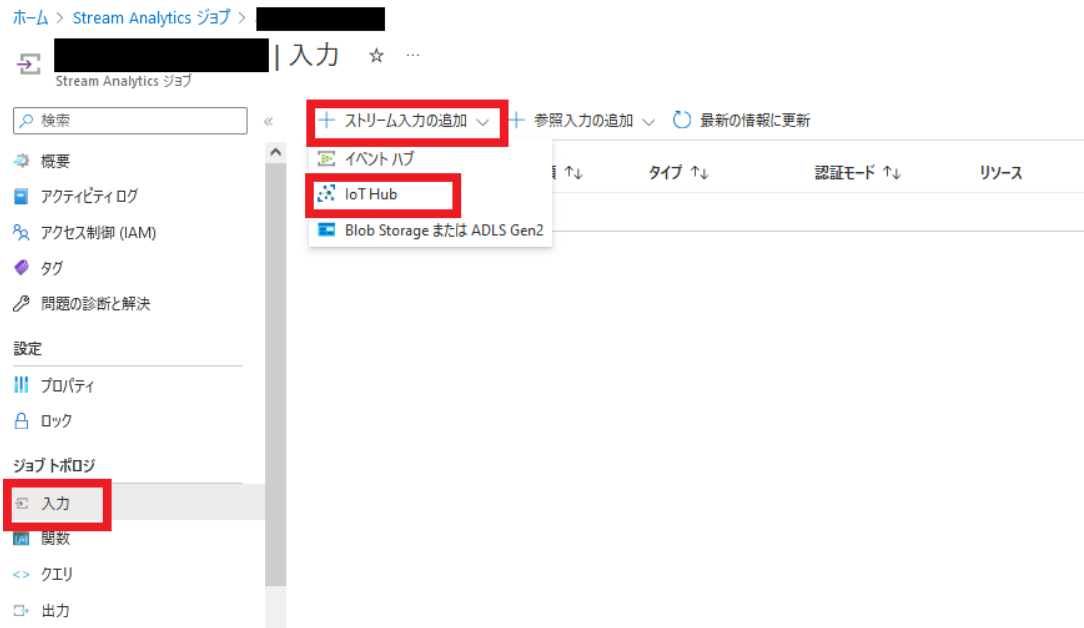 ホーム > Stream Analytics ジョブ >
| 入力 ☆ …
Stream Analytics ジョブ
検索 «
+ ストリーム入力の追加 + 参照入力の追加 最新の情報に更新
イベント ハブ
IoT Hub
Blob Storage または ADLS Gen2
↑↓ タイプ ↑↓ 認証モード ↑↓ リソース
概要
アクティビティ ログ
アクセス制御 (IAM)
タグ
問題の診断と解決
設定
プロパティ
ロック
ジョブ トポロジ
入力
関数
クエリ
出力